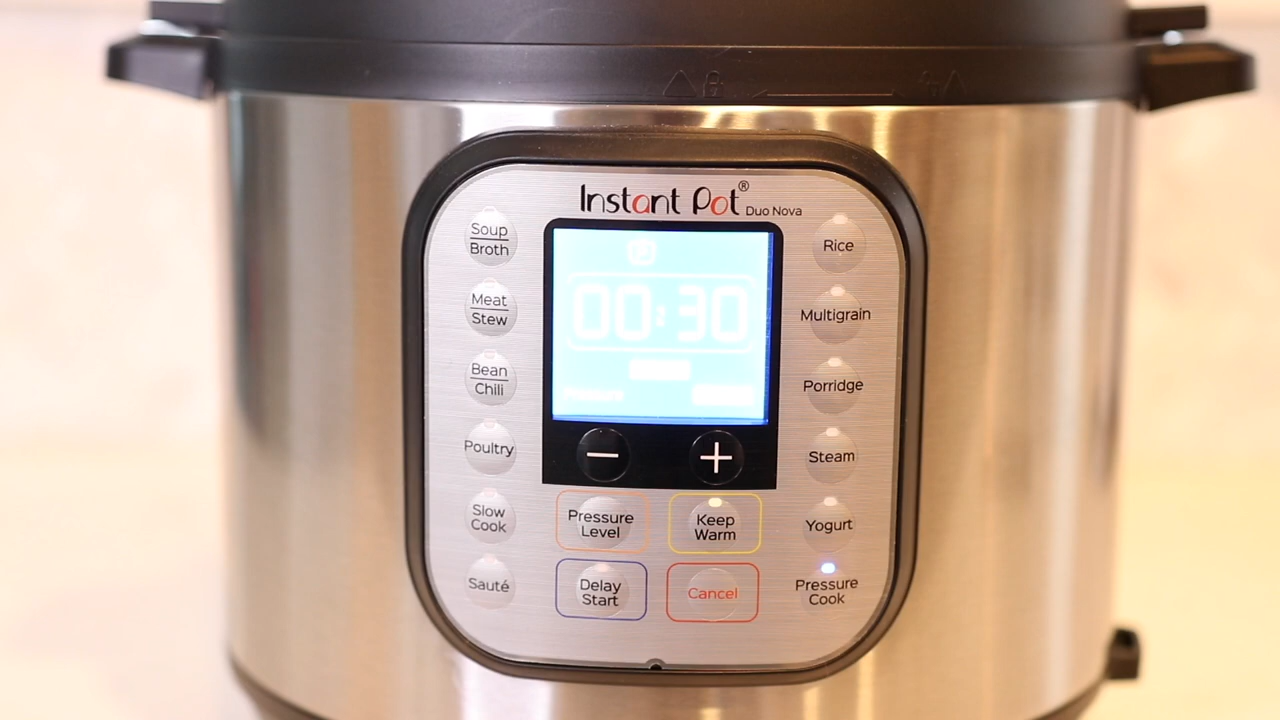 Instant Pot®
Duo Nova
Soup
Broth
Meat
Stew
Bean
Chili
Poultry
Slow
Cook
Sauté
00:30
Pressure
Level
Keep
Warm
Delay
Start
Cancel
Rice
Multigrain
Porridge
Steam
Yogurt
Pressure
Cook